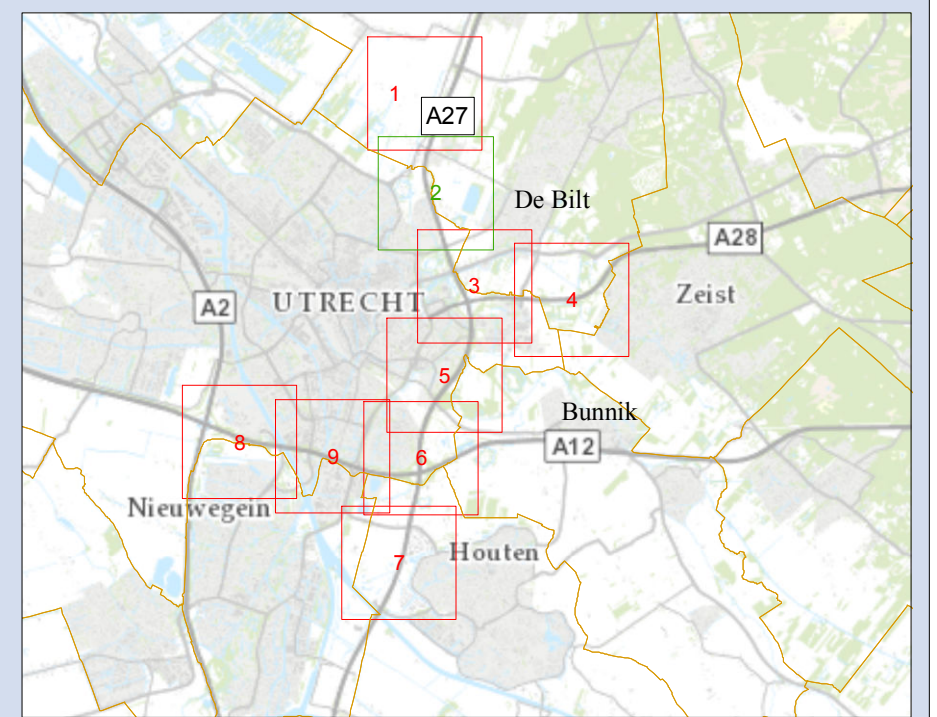 1
A27
2
De Bilt
A28
3
4
Zeist
A2
UTRECHT
5
Bunnik
A12
8
9
6
Nieuwegein
Houten
7